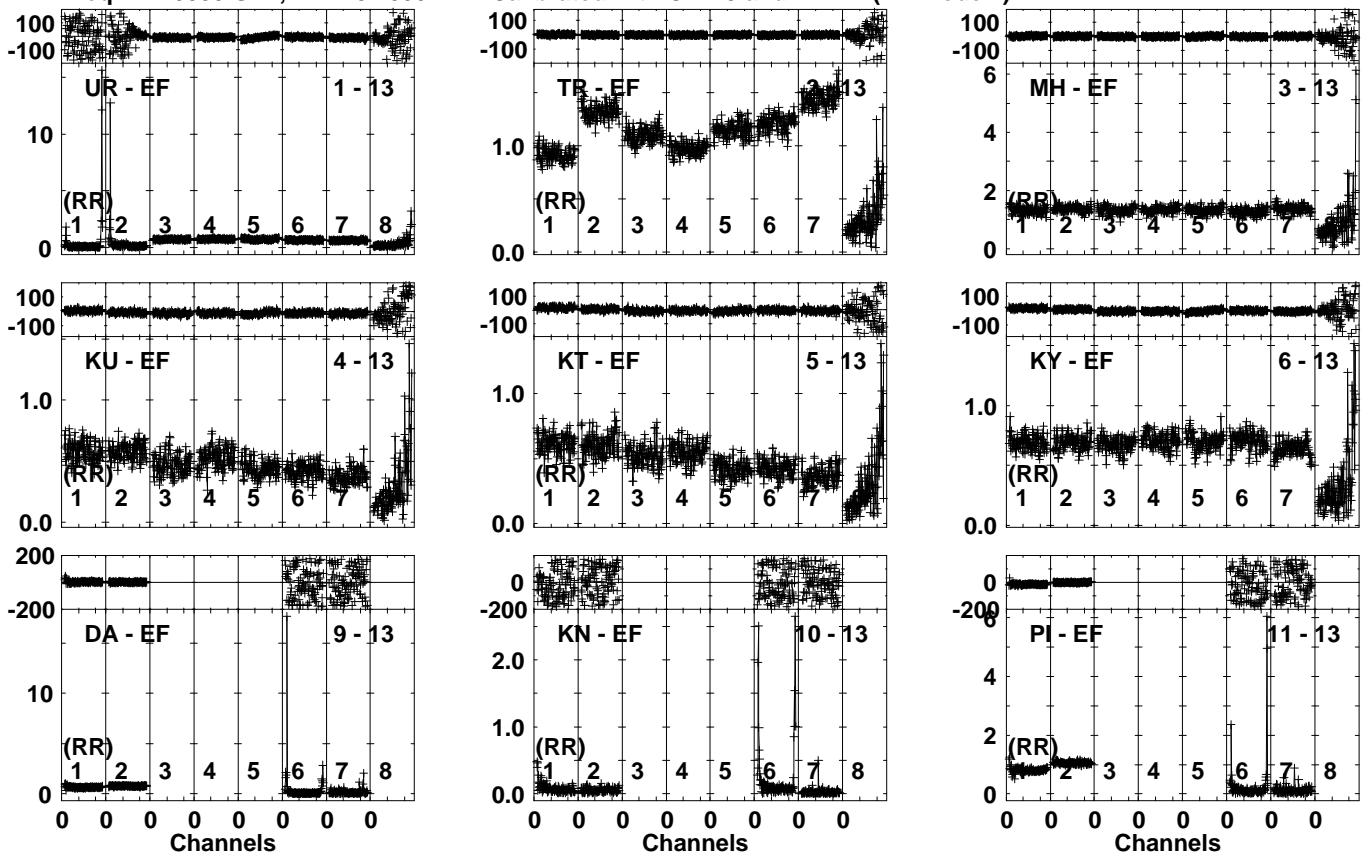 100
-100
UR - EF 1 - 13
10
(RR)
1 2 3 4 5 6 7 8
0
100
-100
TR - EF 2 - 13
1.0
(RR)
1 2 3 4 5 6 7
0.0
100
-100
6
MH - EF 3 - 13
4
2
(RR)
1 2 3 4 5 6 7
0
100
-100
KU - EF 4 - 13
1.0
(RR)
1 2 3 4 5 6 7
0.0
100
-100
KT - EF 5 - 13
1.0
(RR)
1 2 3 4 5 6 7
0.0
100
-100
KY - EF 6 - 13
1.0
(RR)
1 2 3 4 5 6 7
0.0
200
0
-200
DA - EF 9 - 13
10
(RR)
1 2 3 4 5 6 7 8
0
0 0 0 0 0 0 0 0
Channels
0
-200
KN - EF 10 - 13
2.0
1.0
(RR)
1 2 3 4 5 6 7 8
0.0
0 0 0 0 0 0 0 0
Channels
0
-200
6
PI - EF 11 - 13
4
2
(RR)
1 2 3 4 5 6 7 8
0
0 0 0 0 0 0 0 0
Channels